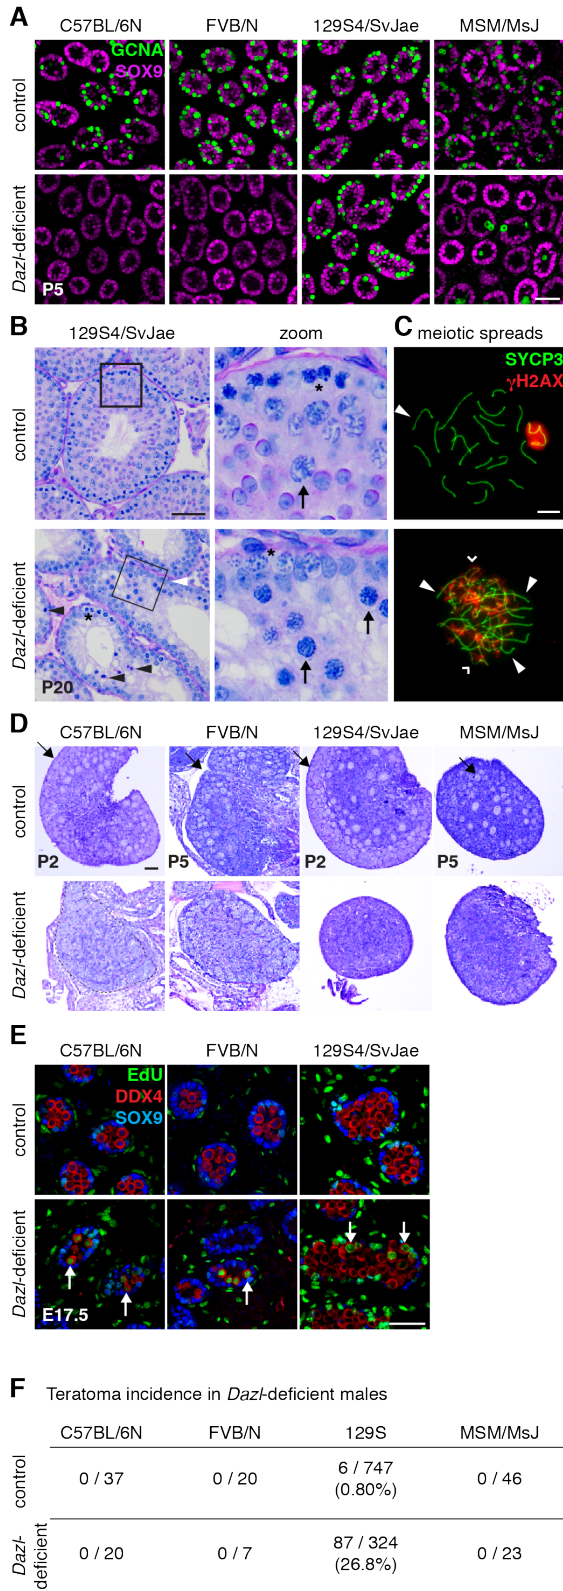 A
C57BL/6N FVB/N 129S4/SvJae MSM/MsJ
GCNA
SOX9
control
Dazl-deficient
P5
B
129S4/SvJae zoom
C
meiotic spreads
SYCP3
γH2AX
control
*
Dazl-deficient
*
*
P20
D
C57BL/6N FVB/N 129S4/SvJae MSM/MsJ
control
P2 P5 P2 P5
Dazl-deficient
E
C57BL/6N FVB/N 129S4/SvJae
EdU
DDX4
SOX9
control
Dazl-deficient
E17.5
F
Teratoma incidence in Dazl-deficient males
C57BL/6N FVB/N 129S MSM/MsJ
control
0 / 37 0 / 20 6 / 747 0 / 46
(0.80%)
Dazl-
deficient
0 / 20 0 / 7 87 / 324 0 / 23
(26.8%)